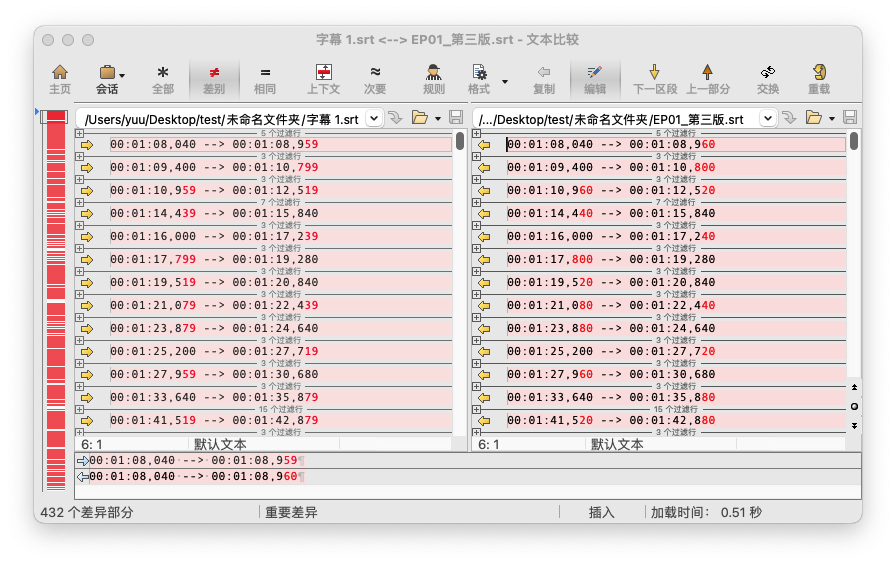 字幕 1.srt <--> EP01_第三版.srt - 文本比较
主页 会话 全部 差别 相同 上下文 次要 规则 格式 复制 编辑 下一区段 上一部分 交换 重载
/Users/yuu/Desktop/test/未命名文件夹/字幕 1.srt
/.../Desktop/test/未命名文件夹/EP01_第三版.srt
5 个过滤行 5 个过滤行
00:01:08,040 --> 00:01:08,959 00:01:08,040 --> 00:01:08,960
3 个过滤行 3 个过滤行
00:01:09,400 --> 00:01:10,799 00:01:09,400 --> 00:01:10,800
3 个过滤行 3 个过滤行
00:01:10,959 --> 00:01:12,519 00:01:10,960 --> 00:01:12,520
7 个过滤行 7 个过滤行
00:01:14,439 --> 00:01:15,840 00:01:14,440 --> 00:01:15,840
3 个过滤行 3 个过滤行
00:01:16,000 --> 00:01:17,239 00:01:16,000 --> 00:01:17,240
3 个过滤行 3 个过滤行
00:01:17,799 --> 00:01:19,280 00:01:17,800 --> 00:01:19,280
3 个过滤行 3 个过滤行
00:01:19,519 --> 00:01:20,840 00:01:19,520 --> 00:01:20,840
3 个过滤行 3 个过滤行
00:01:21,079 --> 00:01:22,439 00:01:21,080 --> 00:01:22,440
3 个过滤行 3 个过滤行
00:01:23,879 --> 00:01:24,640 00:01:23,880 --> 00:01:24,640
3 个过滤行 3 个过滤行
00:01:25,200 --> 00:01:27,719 00:01:25,200 --> 00:01:27,720
3 个过滤行 3 个过滤行
00:01:27,959 --> 00:01:30,680 00:01:27,960 --> 00:01:30,680
3 个过滤行 3 个过滤行
00:01:33,640 --> 00:01:35,879 00:01:33,640 --> 00:01:35,880
15 个过滤行 15 个过滤行
00:01:41,519 --> 00:01:42,879 00:01:41,520 --> 00:01:42,880
3 个过滤行 3 个过滤行
6: 1 默认文本 6: 1 默认文本
00:01:08,040·-->·00:01:08,959¶
00:01:08,040·-->·00:01:08,960¶
432 个差异部分 重要差异 插入 加载时间： 0.51 秒